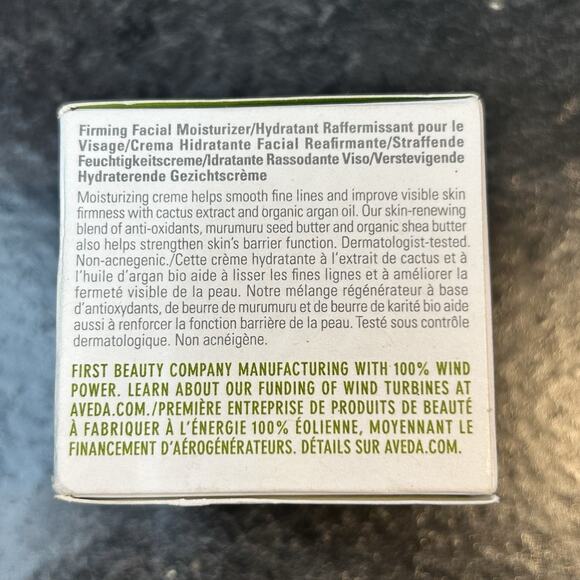 Firming Facial Moisturizer/Hydratant Raffermissant pour le
Visage/Crema Hidratante Facial Reafirmante/Straffende
Feuchtigkeitscreme/Idratante Rassodante Viso/Verstevigende
Hydraterende Gezichtscrème
Moisturizing creme helps smooth fine lines and improve visible skin
firmness with cactus extract and organic argan oil. Our skin-renewing
blend of anti-oxidants, murumuru seed butter and organic shea butter
also helps strengthen skin's barrier function. Dermatologist-tested.
Non-acnegenic./Cette crème hydratante à l'extrait de cactus et à
l'huile d'argan bio aide à lisser les fines lignes et à améliorer la
fermeté visible de la peau. Notre mélange régénérateur à base
d'antioxydants, de beurre de murumuru et de beurre de karité bio aide
aussi à renforcer la fonction barrière de la peau. Testé sous contrôle
dermatologique. Non acnéigène.
FIRST BEAUTY COMPANY MANUFACTURING WITH 100% WIND
POWER. LEARN ABOUT OUR FUNDING OF WIND TURBINES AT
AVEDA.COM./PREMIÈRE ENTREPRISE DE PRODUITS DE BEAUTÉ
À FABRIQUER À L'ÉNERGIE 100% ÉOLIENNE, MOYENNANT LE
FINANCEMENT D'AÉROGÉNÉRATEURS. DÉTAILS SUR AVEDA.COM.